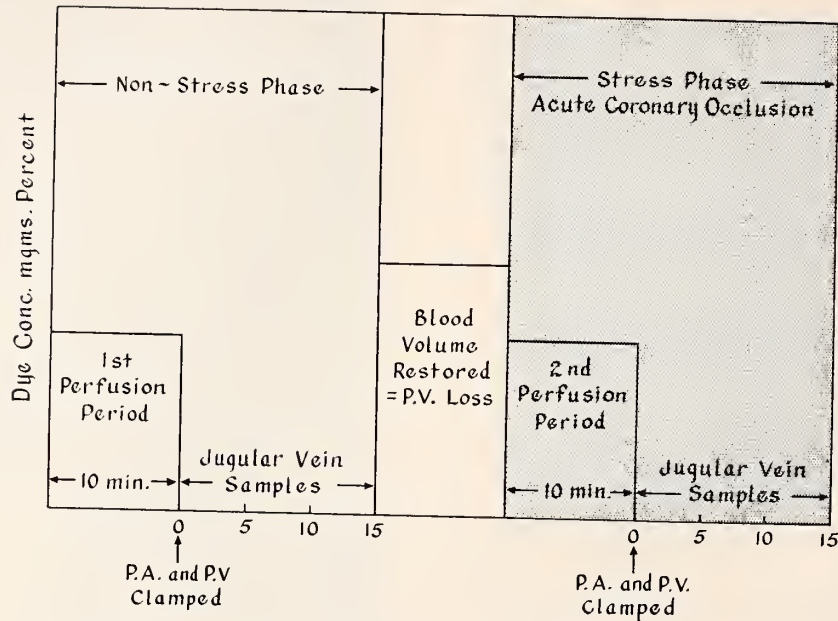 Non-Stress Phase
Stress Phase
Acute Coronary Occlusion
Dye Conc. mgms. Percent
1st
Perfusion
Period
10 min.
Jugular Vein
Samples
Blood
Volume
Restored
= P.V. Loss
2nd
Perfusion
Period
10 min.
Jugular Vein
Samples
0 5 10 15
0 5 10 15
P.A. and P.V
Clamped
P.A. and P.V.
Clamped